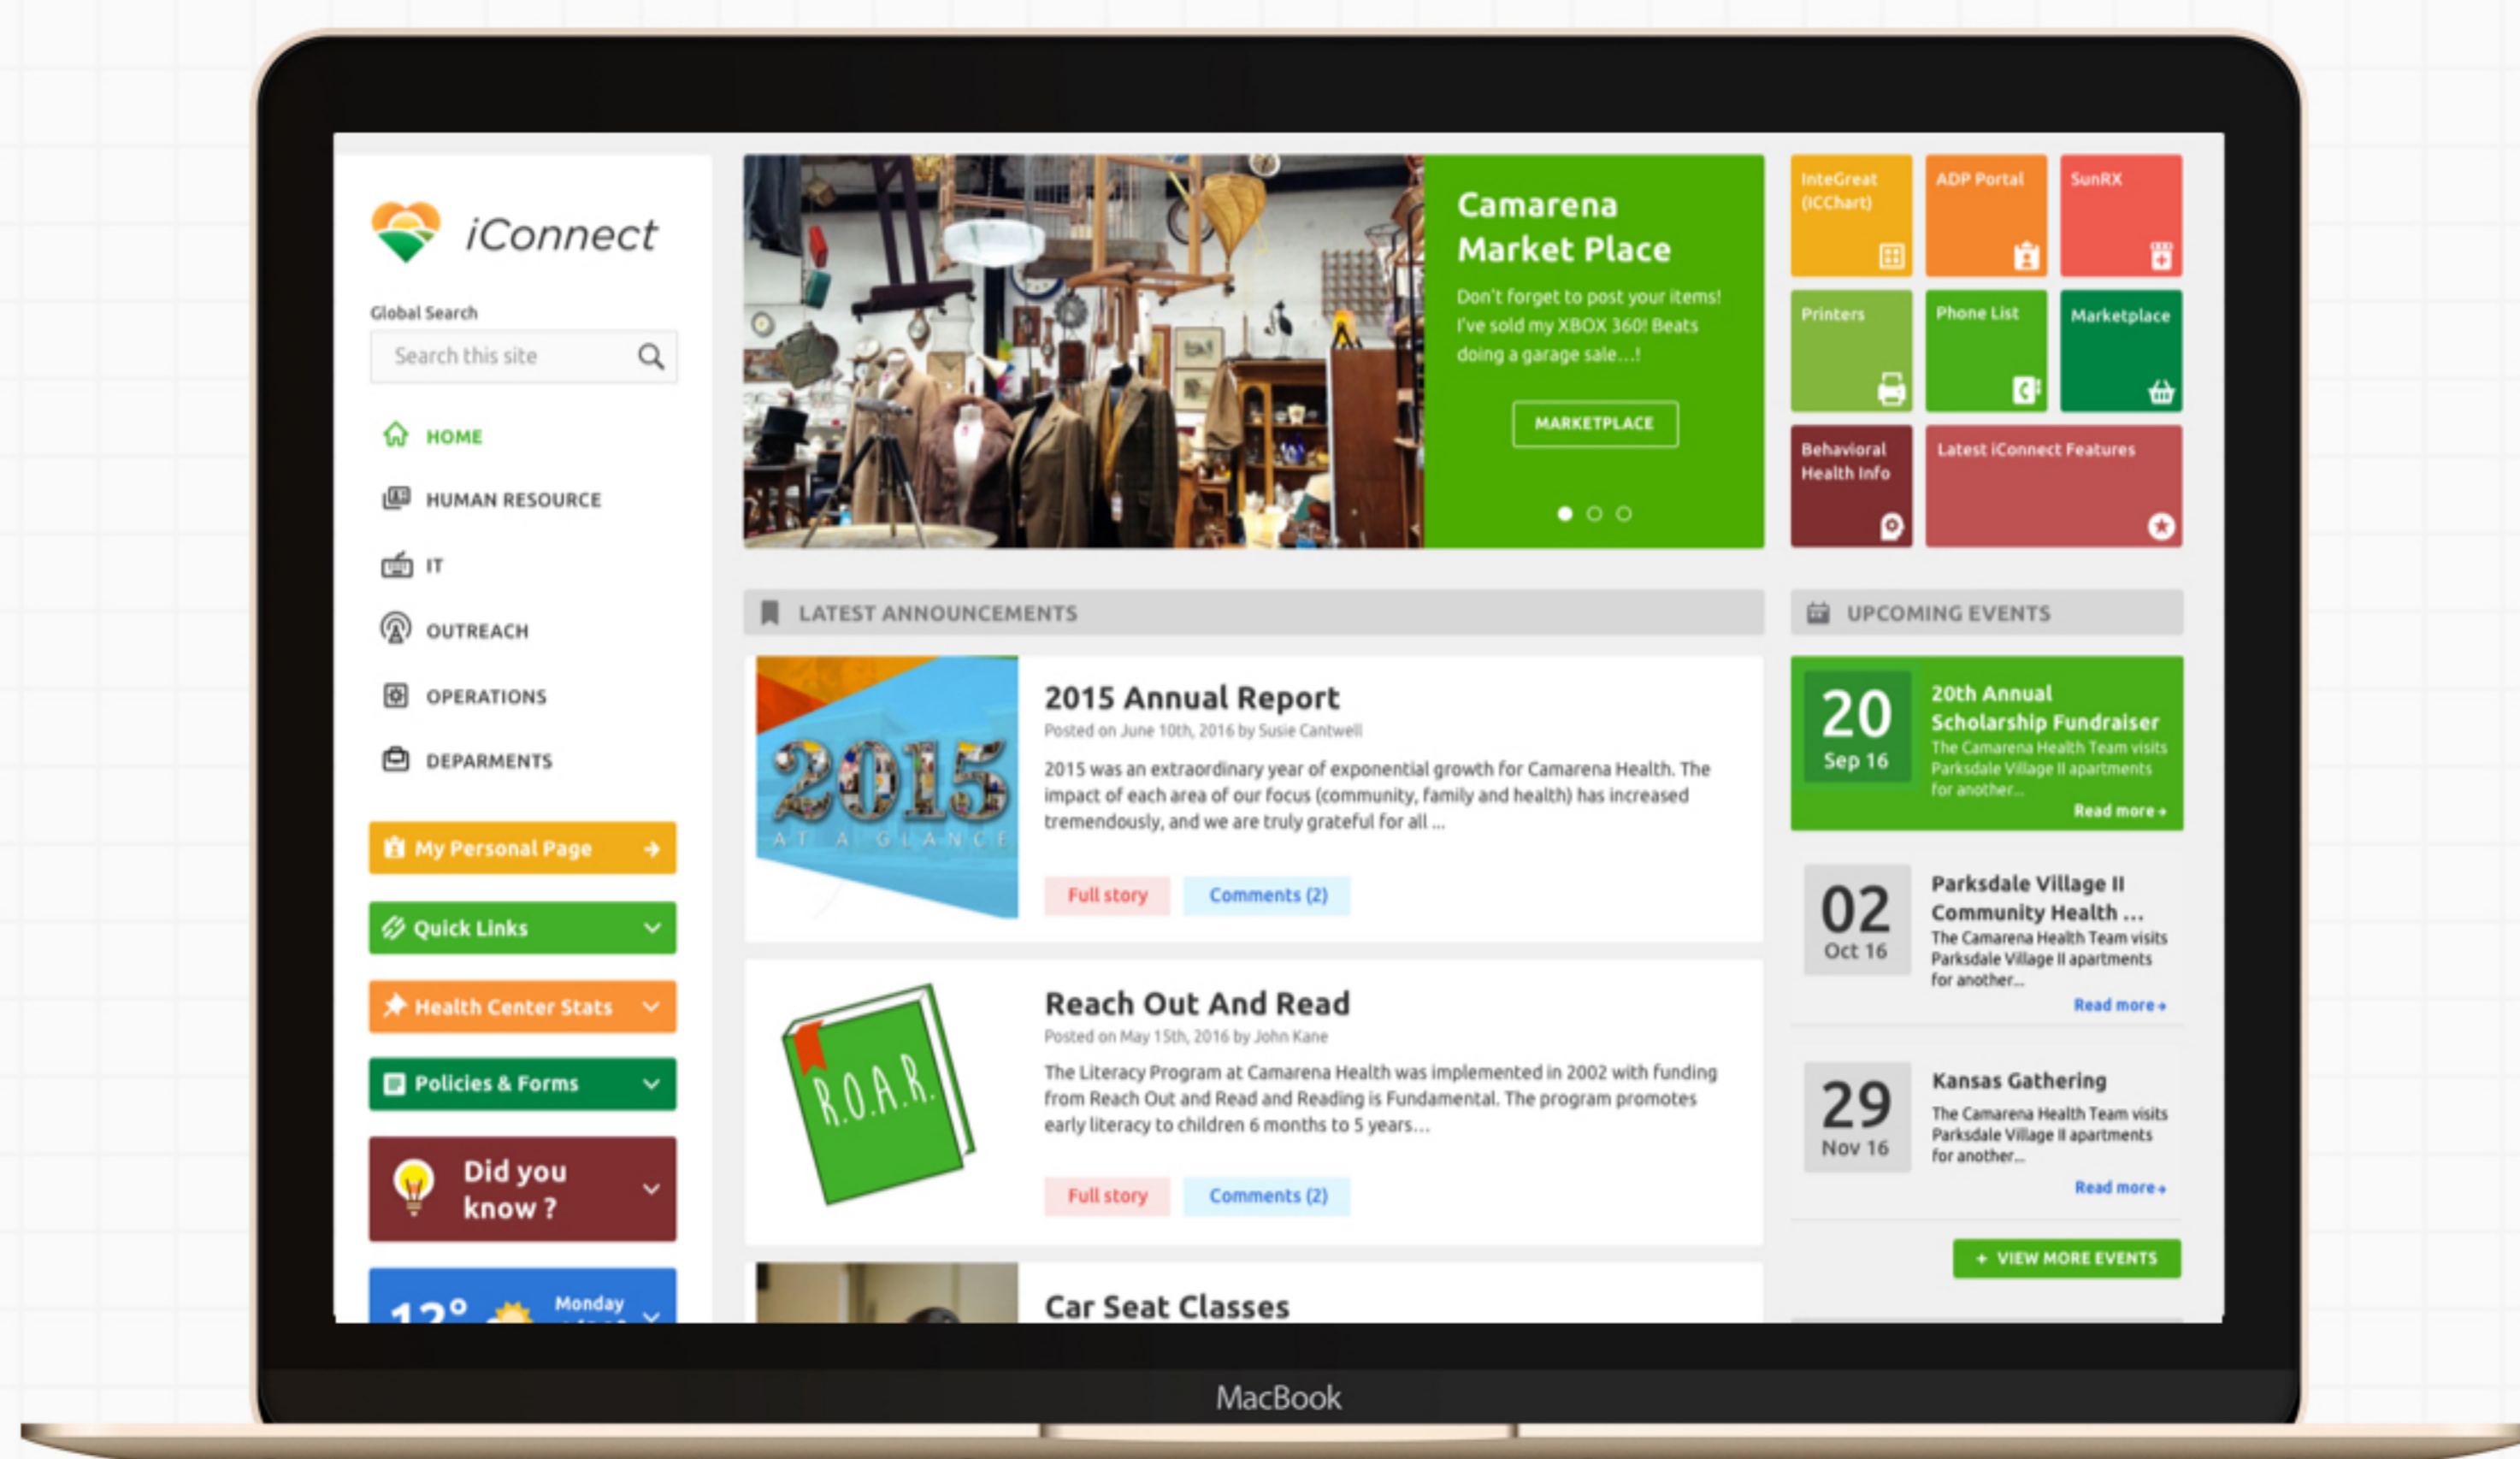 iConnect
Global Search
Search this site
HOME
HUMAN RESOURCE
IT
OUTREACH
OPERATIONS
DEPARMENTS
My Personal Page
Quick Links
Health Center Stats
Policies & Forms
Did you
know ?
12°
Monday
Camarena
Market Place
Don't forget to post your items!
I've sold my XBOX 360! Beats
doing a garage sale...!
MARKETPLACE
InteGreat
(ICChart)
ADP Portal
SunRX
Printers
Phone List
Marketplace
Behavioral
Health Info
Latest iConnect Features
LATEST ANNOUNCEMENTS
2015
AT A GLANCE
2015 Annual Report
Posted on June 10th, 2016 by Susie Cantwell
2015 was an extraordinary year of exponential growth for Camarena Health. The
impact of each area of our focus (community, family and health) has increased
tremendously, and we are truly grateful for all ...
Full story
Comments (2)
R.O.A.R.
Reach Out And Read
Posted on May 15th, 2016 by John Kane
The Literacy Program at Camarena Health was implemented in 2002 with funding
from Reach Out and Read and Reading is Fundamental. The program promotes
early literacy to children 6 months to 5 years...
Full story
Comments (2)
Car Seat Classes
UPCOMING EVENTS
20
Sep 16
20th Annual
Scholarship Fundraiser
The Camarena Health Team visits
Parksdale Village II apartments
for another...
Read more
02
Oct 16
Parksdale Village II
Community Health ...
The Camarena Health Team visits
Parksdale Village II apartments
for another...
Read more
29
Nov 16
Kansas Gathering
The Camarena Health Team visits
Parksdale Village II apartments
for another...
Read more
+ VIEW MORE EVENTS
MacBook